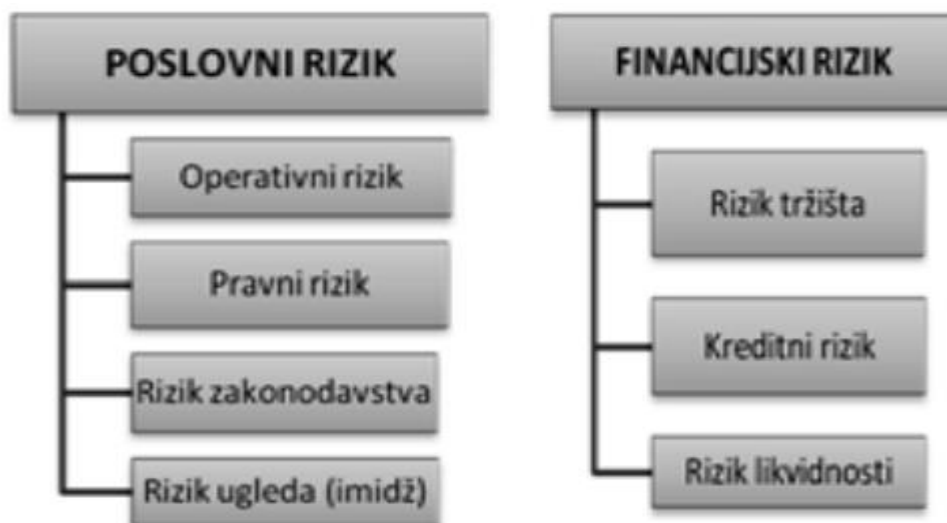 POSLOVNI RIZIK
Operativni rizik
Pravni rizik
Rizik zakonodavstva
Rizik ugleda (imidž)
FINANCIJSKI RIZIK
Rizik tržišta
Kreditni rizik
Rizik likvidnosti